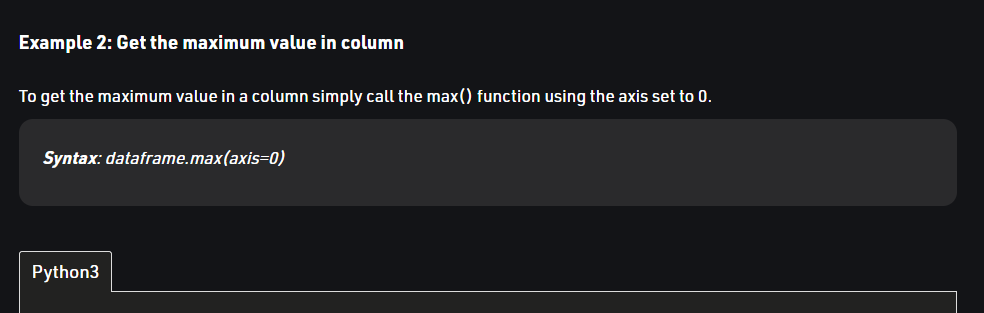 Example 2: Get the maximum value in column
To get the maximum value in a column simply call the max() function using the axis set to 0.
Syntax: dataframe.max(axis=0)
Python3